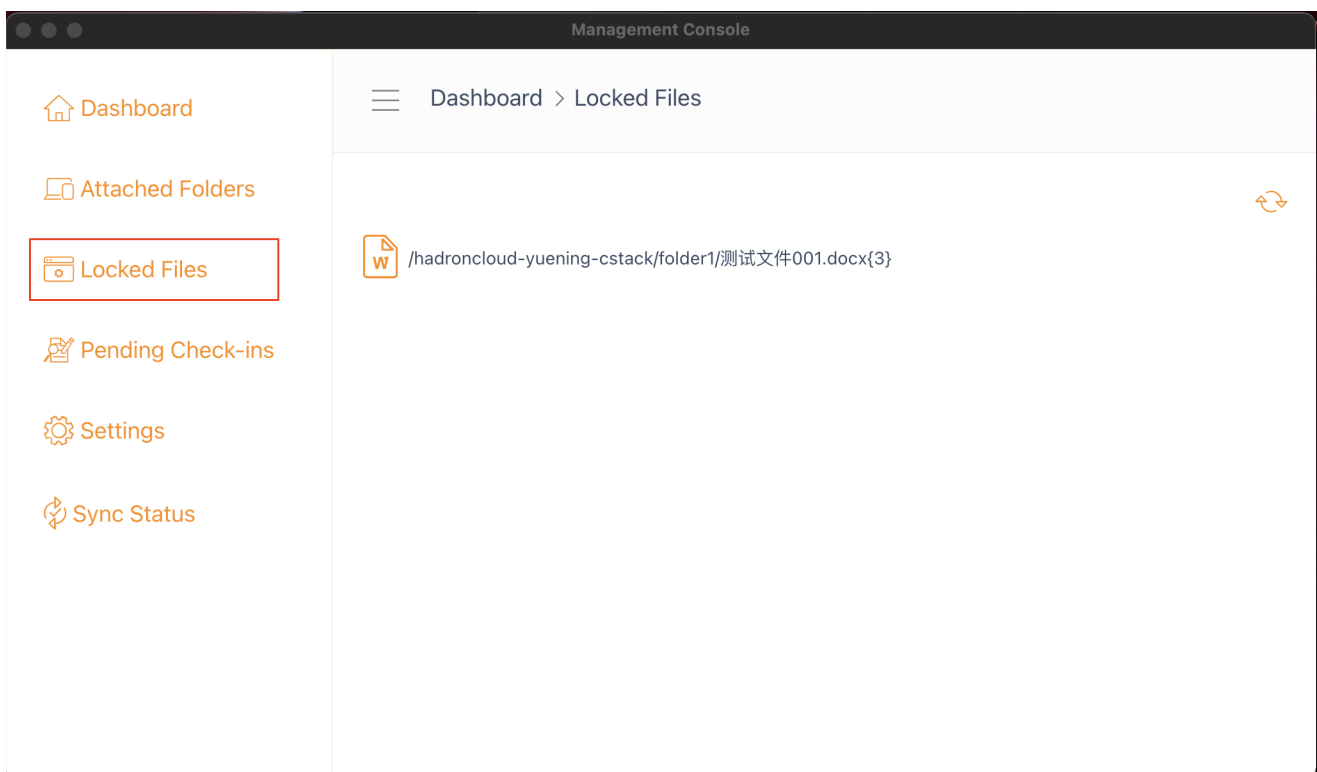 Management Console
Dashboard
Attached Folders
Locked Files
Pending Check-ins
Settings
Sync Status
Dashboard > Locked Files
W
/hadroncloud-yuening-cstack/folder1/测试文件001.docx{3}